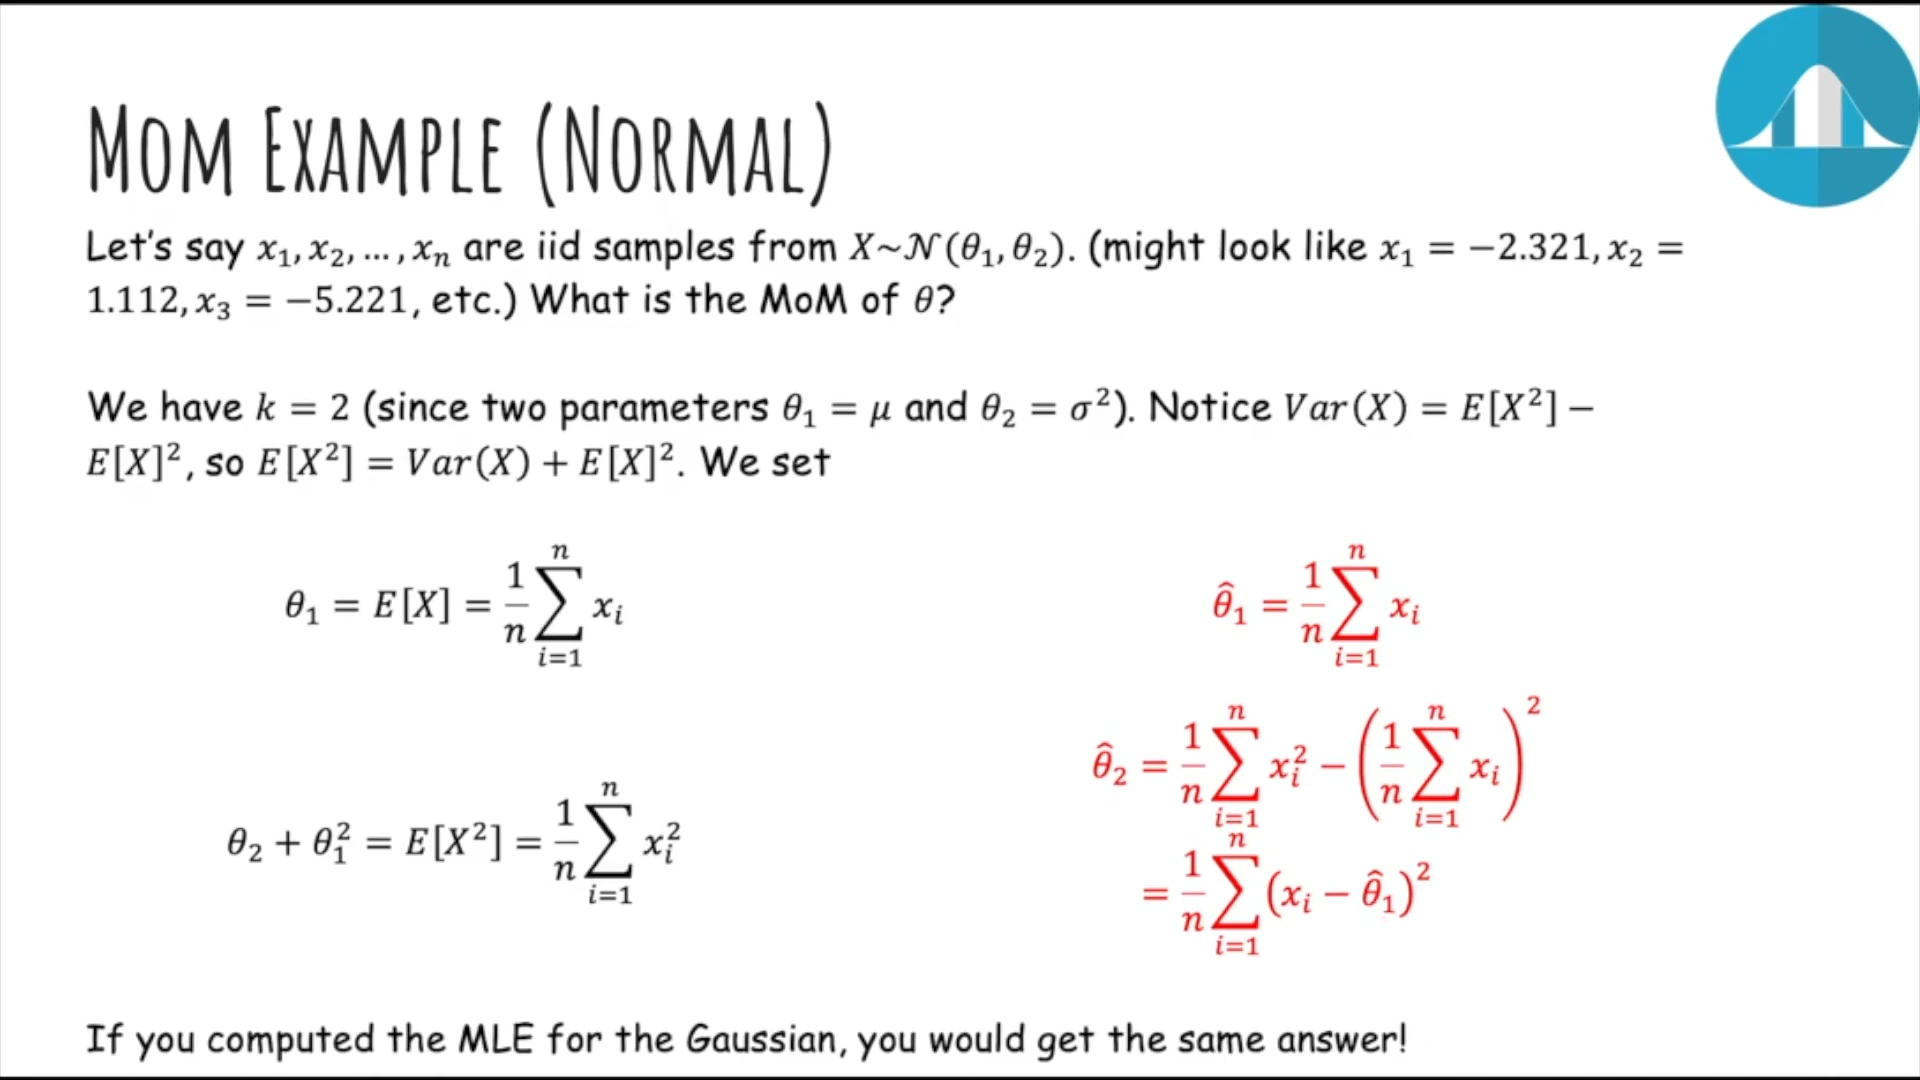 MOM EXAMPLE (NORMAL)
Let's say x₁, x₂, … , xₙ are iid samples from X~𝒩(θ₁, θ₂). (might look like x₁ = −2.321, x₂ =
1.112, x₃ = −5.221, etc.) What is the MoM of θ?
We have k = 2 (since two parameters θ₁ = μ and θ₂ = σ²). Notice Var(X) = E[X²] −
E[X]², so E[X²] = Var(X) + E[X]². We set
θ₁ = E[X] = 1/n ∑ᵢ₌₁ⁿ xᵢ
θ₂ + θ₁² = E[X²] = 1/n ∑ᵢ₌₁ⁿ xᵢ²
θ̂₁ = 1/n ∑ᵢ₌₁ⁿ xᵢ
θ̂₂ = 1/n ∑ᵢ₌₁ⁿ xᵢ² − (1/n ∑ᵢ₌₁ⁿ xᵢ)²
= 1/n ∑ᵢ₌₁ⁿ (xᵢ − θ̂₁)²
If you computed the MLE for the Gaussian, you would get the same answer!